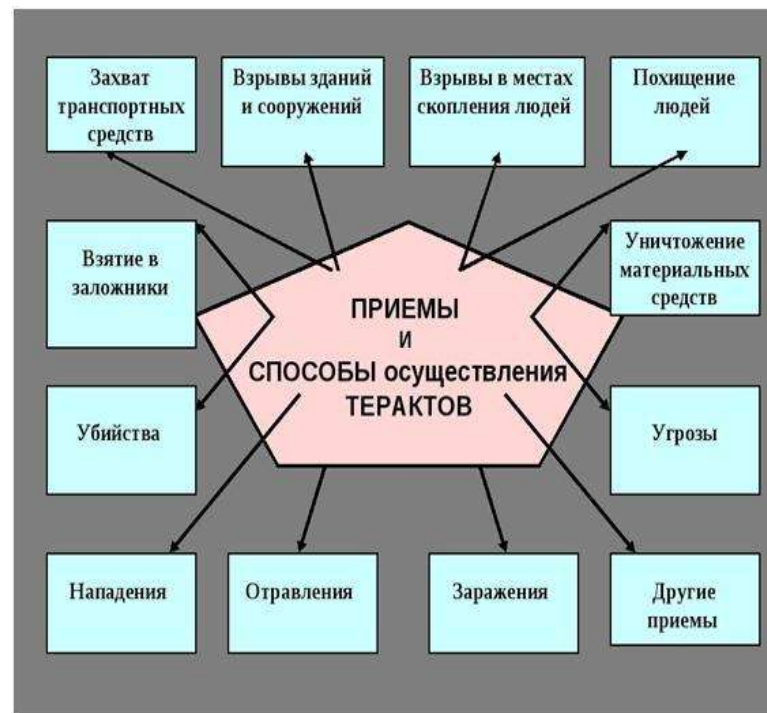 Захват
транспортных
средств
Взрывы зданий
и сооружений
Взрывы в местах
скопления людей
Похищение
людей
Взятие в
заложники
ПРИЕМЫ
И
СПОСОБЫ осуществления
ТЕРАКТОВ
Уничтожение
материальных
средств
Убийства
Угрозы
Нападения
Отравления
Заражения
Другие
приемы